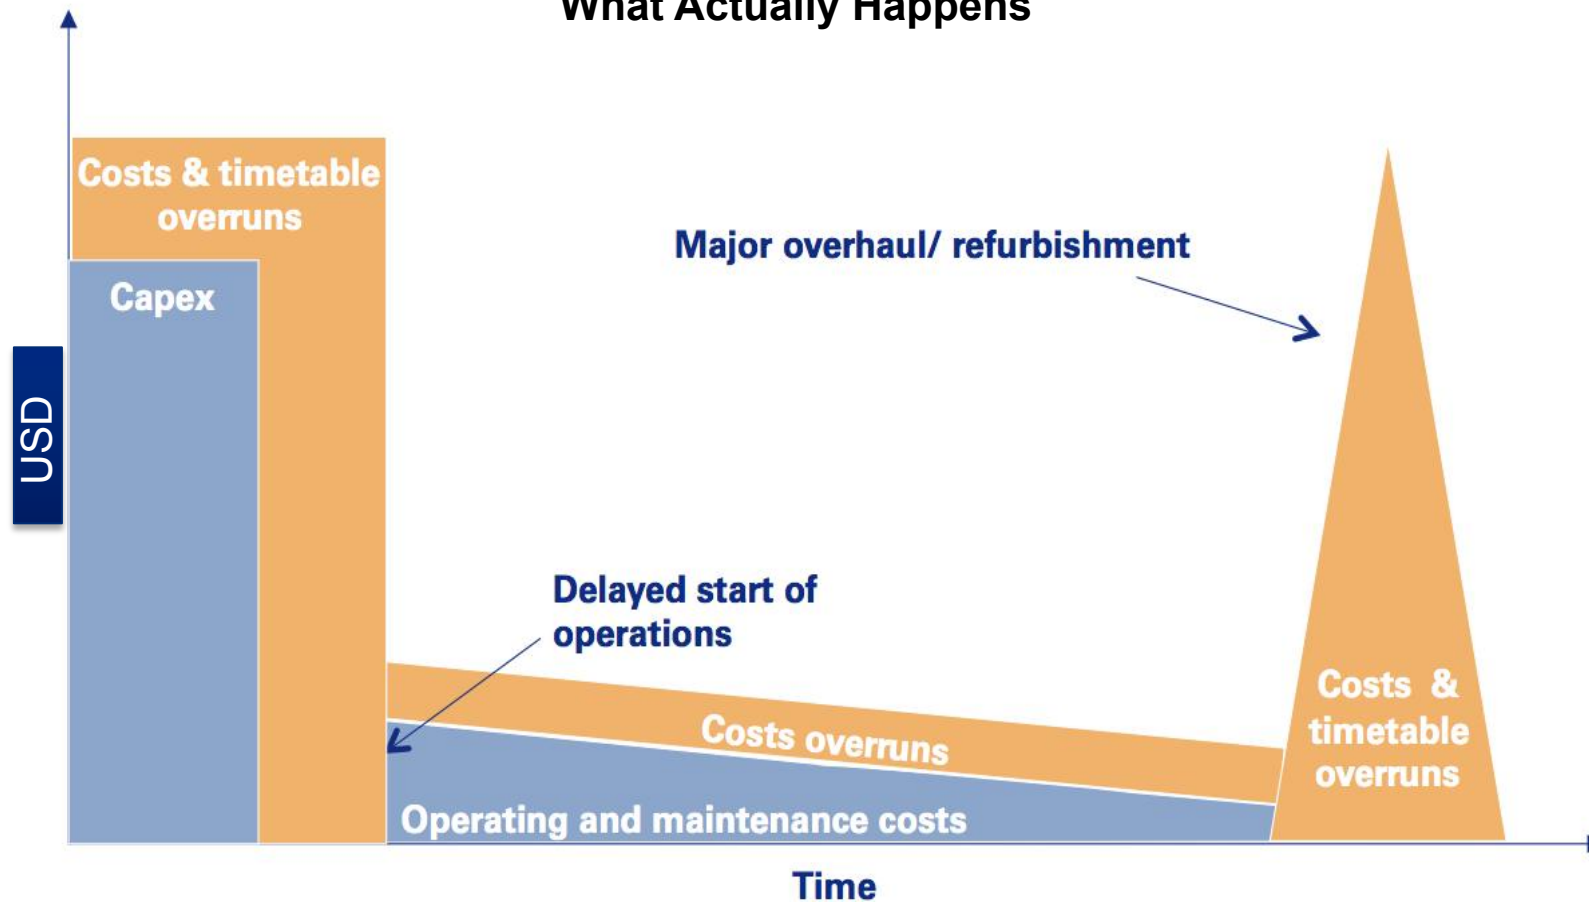 What Actually Happens
Costs & timetable
overruns
Capex
Major overhaul/ refurbishment
USD
Delayed start of
operations
Costs overruns
Costs &
timetable
overruns
Operating and maintenance costs
Time